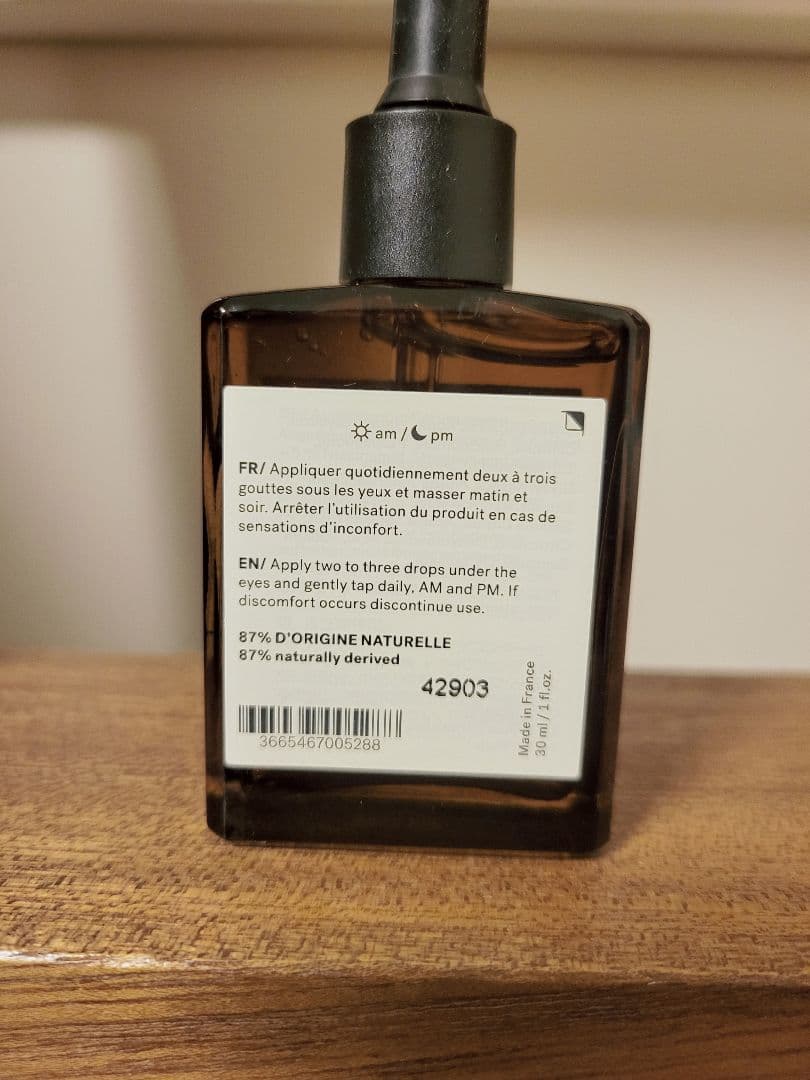 am / pm
FR/ Appliquer quotidiennement deux à trois
gouttes sous les yeux et masser matin et
soir. Arrêter l'utilisation du produit en cas de
sensations d'inconfort.
EN/ Apply two to three drops under the
eyes and gently tap daily, AM and PM. If
discomfort occurs discontinue use.
87% D'ORIGINE NATURELLE
87% naturally derived
42903
3665467005288
Made in France
30 ml / 1 fl.oz.